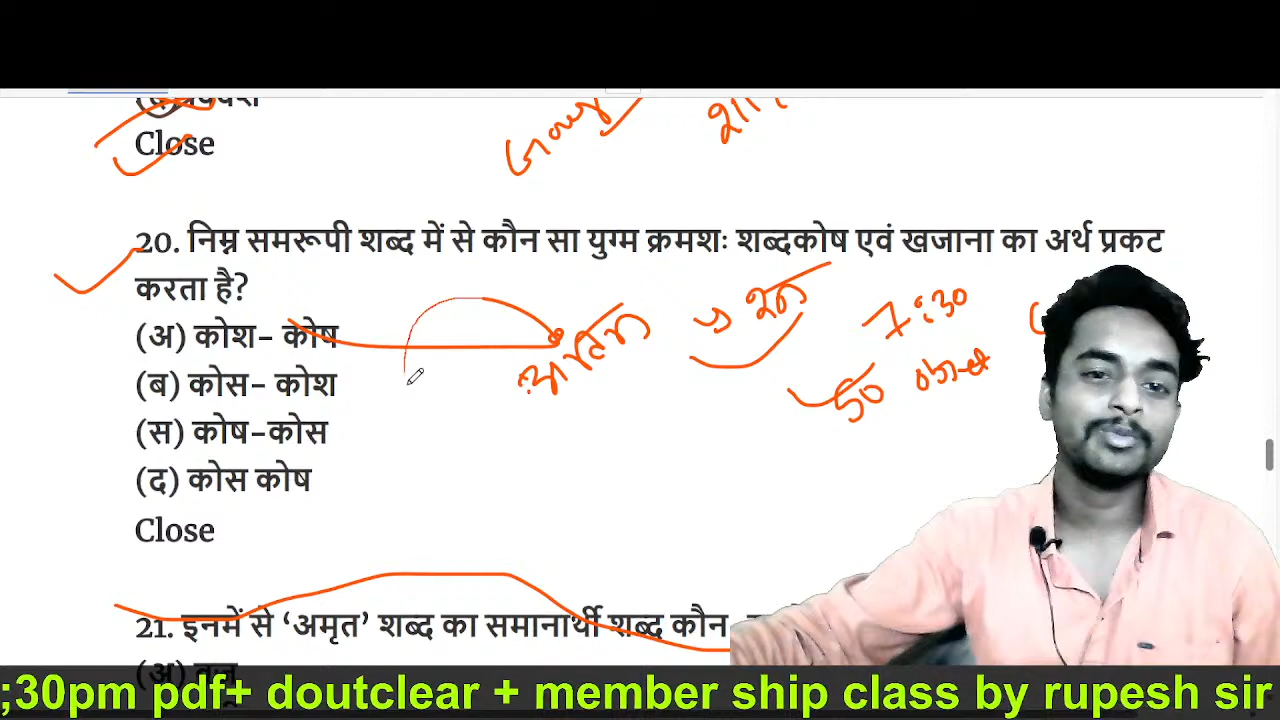 Close
20. निम्न समरूपी शब्द में से कौन सा युग्म क्रमशः शब्दकोष एवं खजाना का अर्थ प्रकट
करता है?
(अ) कोश- कोष
(ब) कोस- कोश
(स) कोष-कोस
(द) कोस कोष
7:30
50
Close
21. इनमें से ‘अमृत’ शब्द का समानार्थी शब्द कौन
(अ)
;30pm pdf+ doutclear + member ship class by rupesh sir